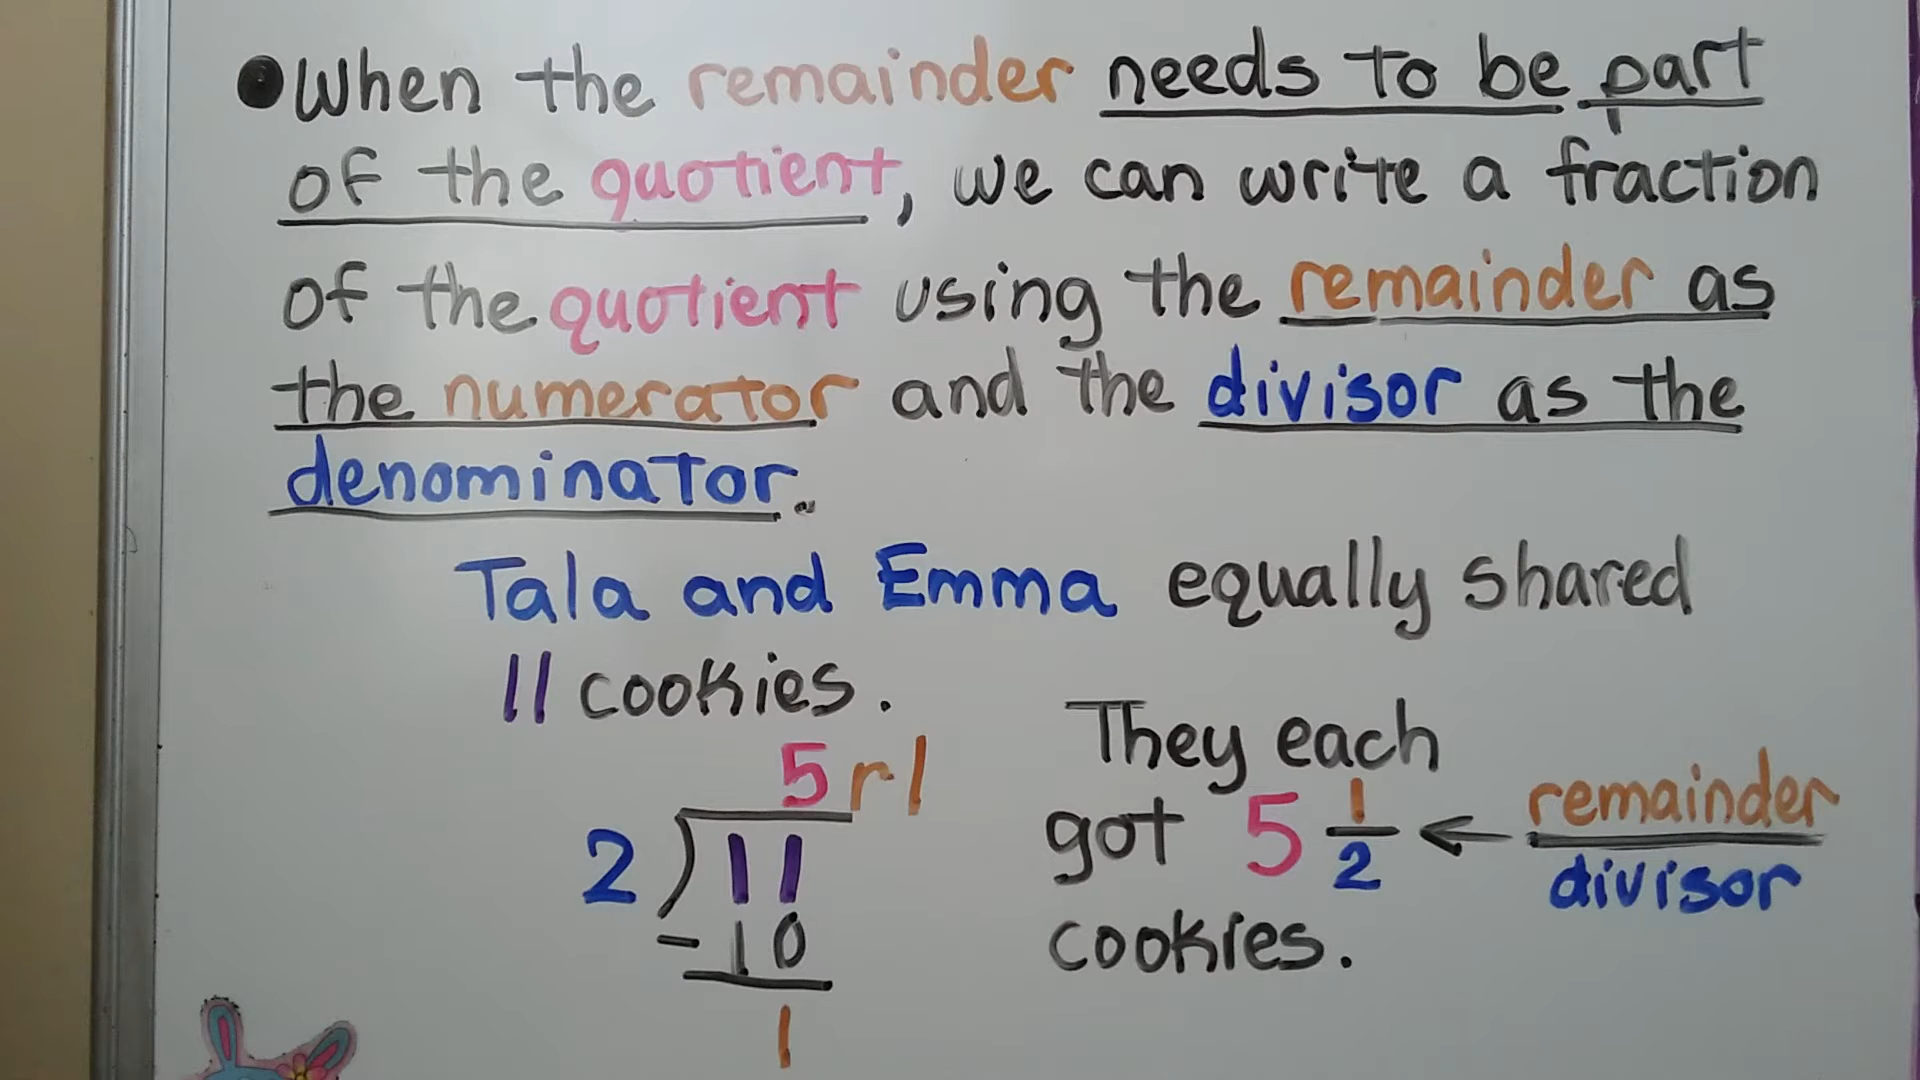 ●When the remainder needs to be part
of the quotient, we can write a fraction
of the quotient using the remainder as
the numerator and the divisor as the
denominator.
Tala and Emma equally shared
11 cookies.
5 r1
2)11
-10
1
They each
got 5 1/2 ← remainder/divisor
cookies.